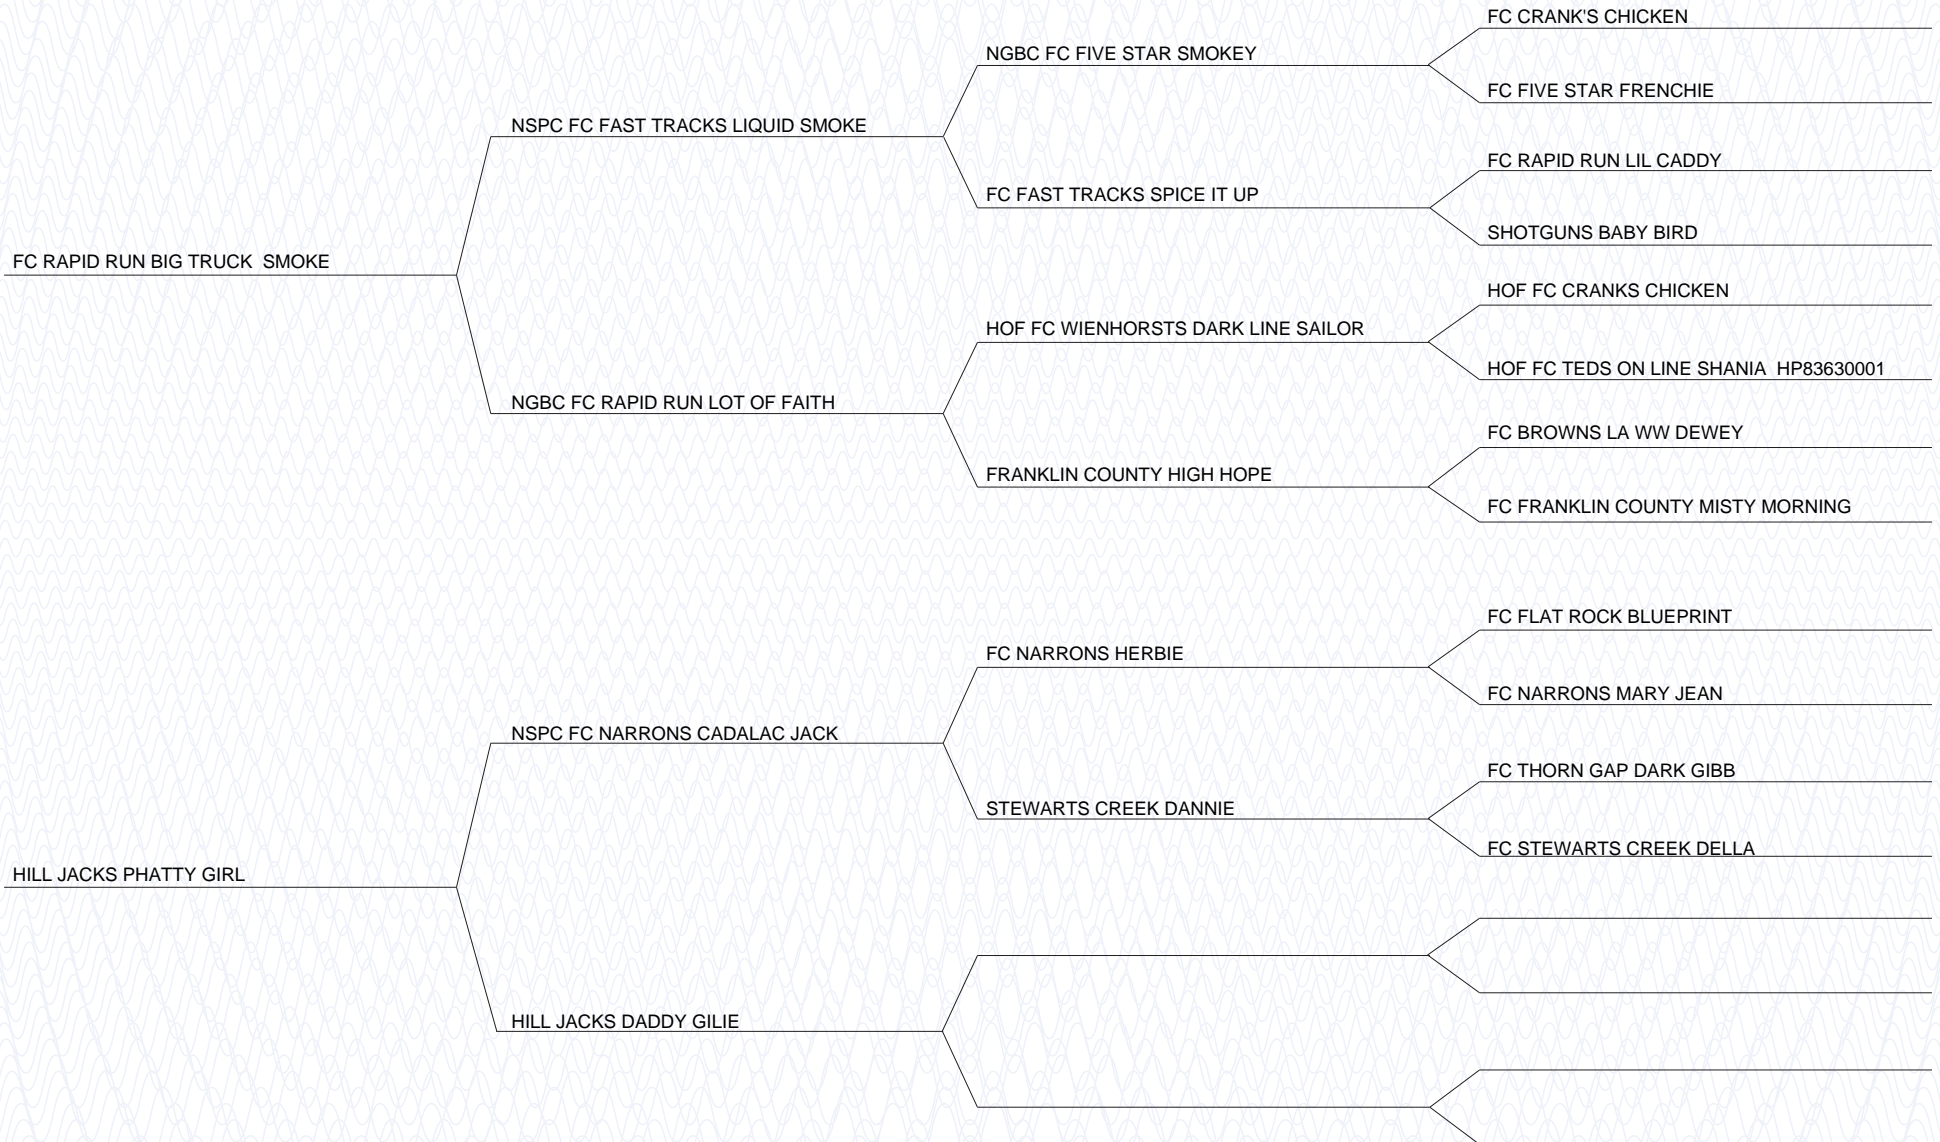 FC CRANK'S CHICKEN
NGBC FC FIVE STAR SMOKEY
FC FIVE STAR FRENCHIE
NSPC FC FAST TRACKS LIQUID SMOKE
FC RAPID RUN LIL CADDY
FC FAST TRACKS SPICE IT UP
SHOTGUNS BABY BIRD
FC RAPID RUN BIG TRUCK  SMOKE
HOF FC CRANKS CHICKEN
HOF FC WIENHORSTS DARK LINE SAILOR
HOF FC TEDS ON LINE SHANIA  HP83630001
NGBC FC RAPID RUN LOT OF FAITH
FC BROWNS LA WW DEWEY
FRANKLIN COUNTY HIGH HOPE
FC FRANKLIN COUNTY MISTY MORNING
FC FLAT ROCK BLUEPRINT
FC NARRONS HERBIE
FC NARRONS MARY JEAN
NSPC FC NARRONS CADALAC JACK
FC THORN GAP DARK GIBB
STEWARTS CREEK DANNIE
FC STEWARTS CREEK DELLA
HILL JACKS PHATTY GIRL
HILL JACKS DADDY GILIE